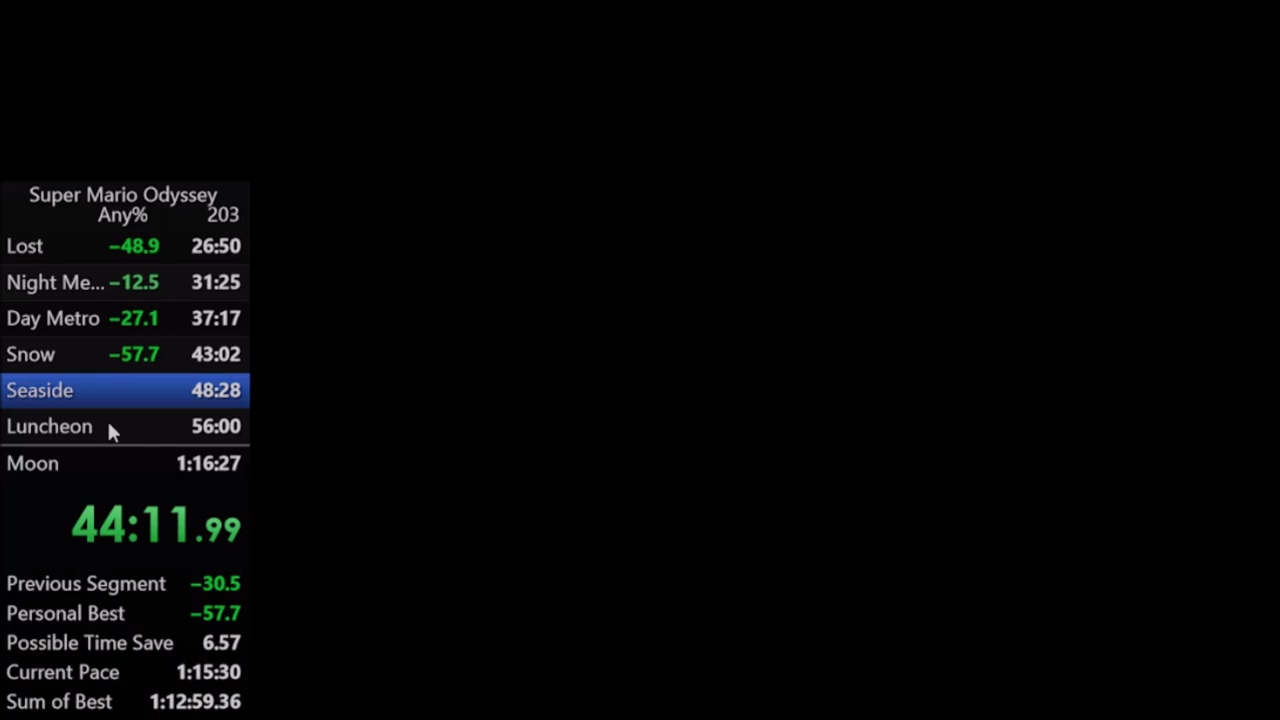 Super Mario Odyssey
Any% 203
Lost −48.9 26:50
Night Me... −12.5 31:25
Day Metro −27.1 37:17
Snow −57.7 43:02
Seaside 48:28
Luncheon 56:00
Moon 1:16:27
44:11.99
Previous Segment −30.5
Personal Best −57.7
Possible Time Save 6.57
Current Pace 1:15:30
Sum of Best 1:12:59.36